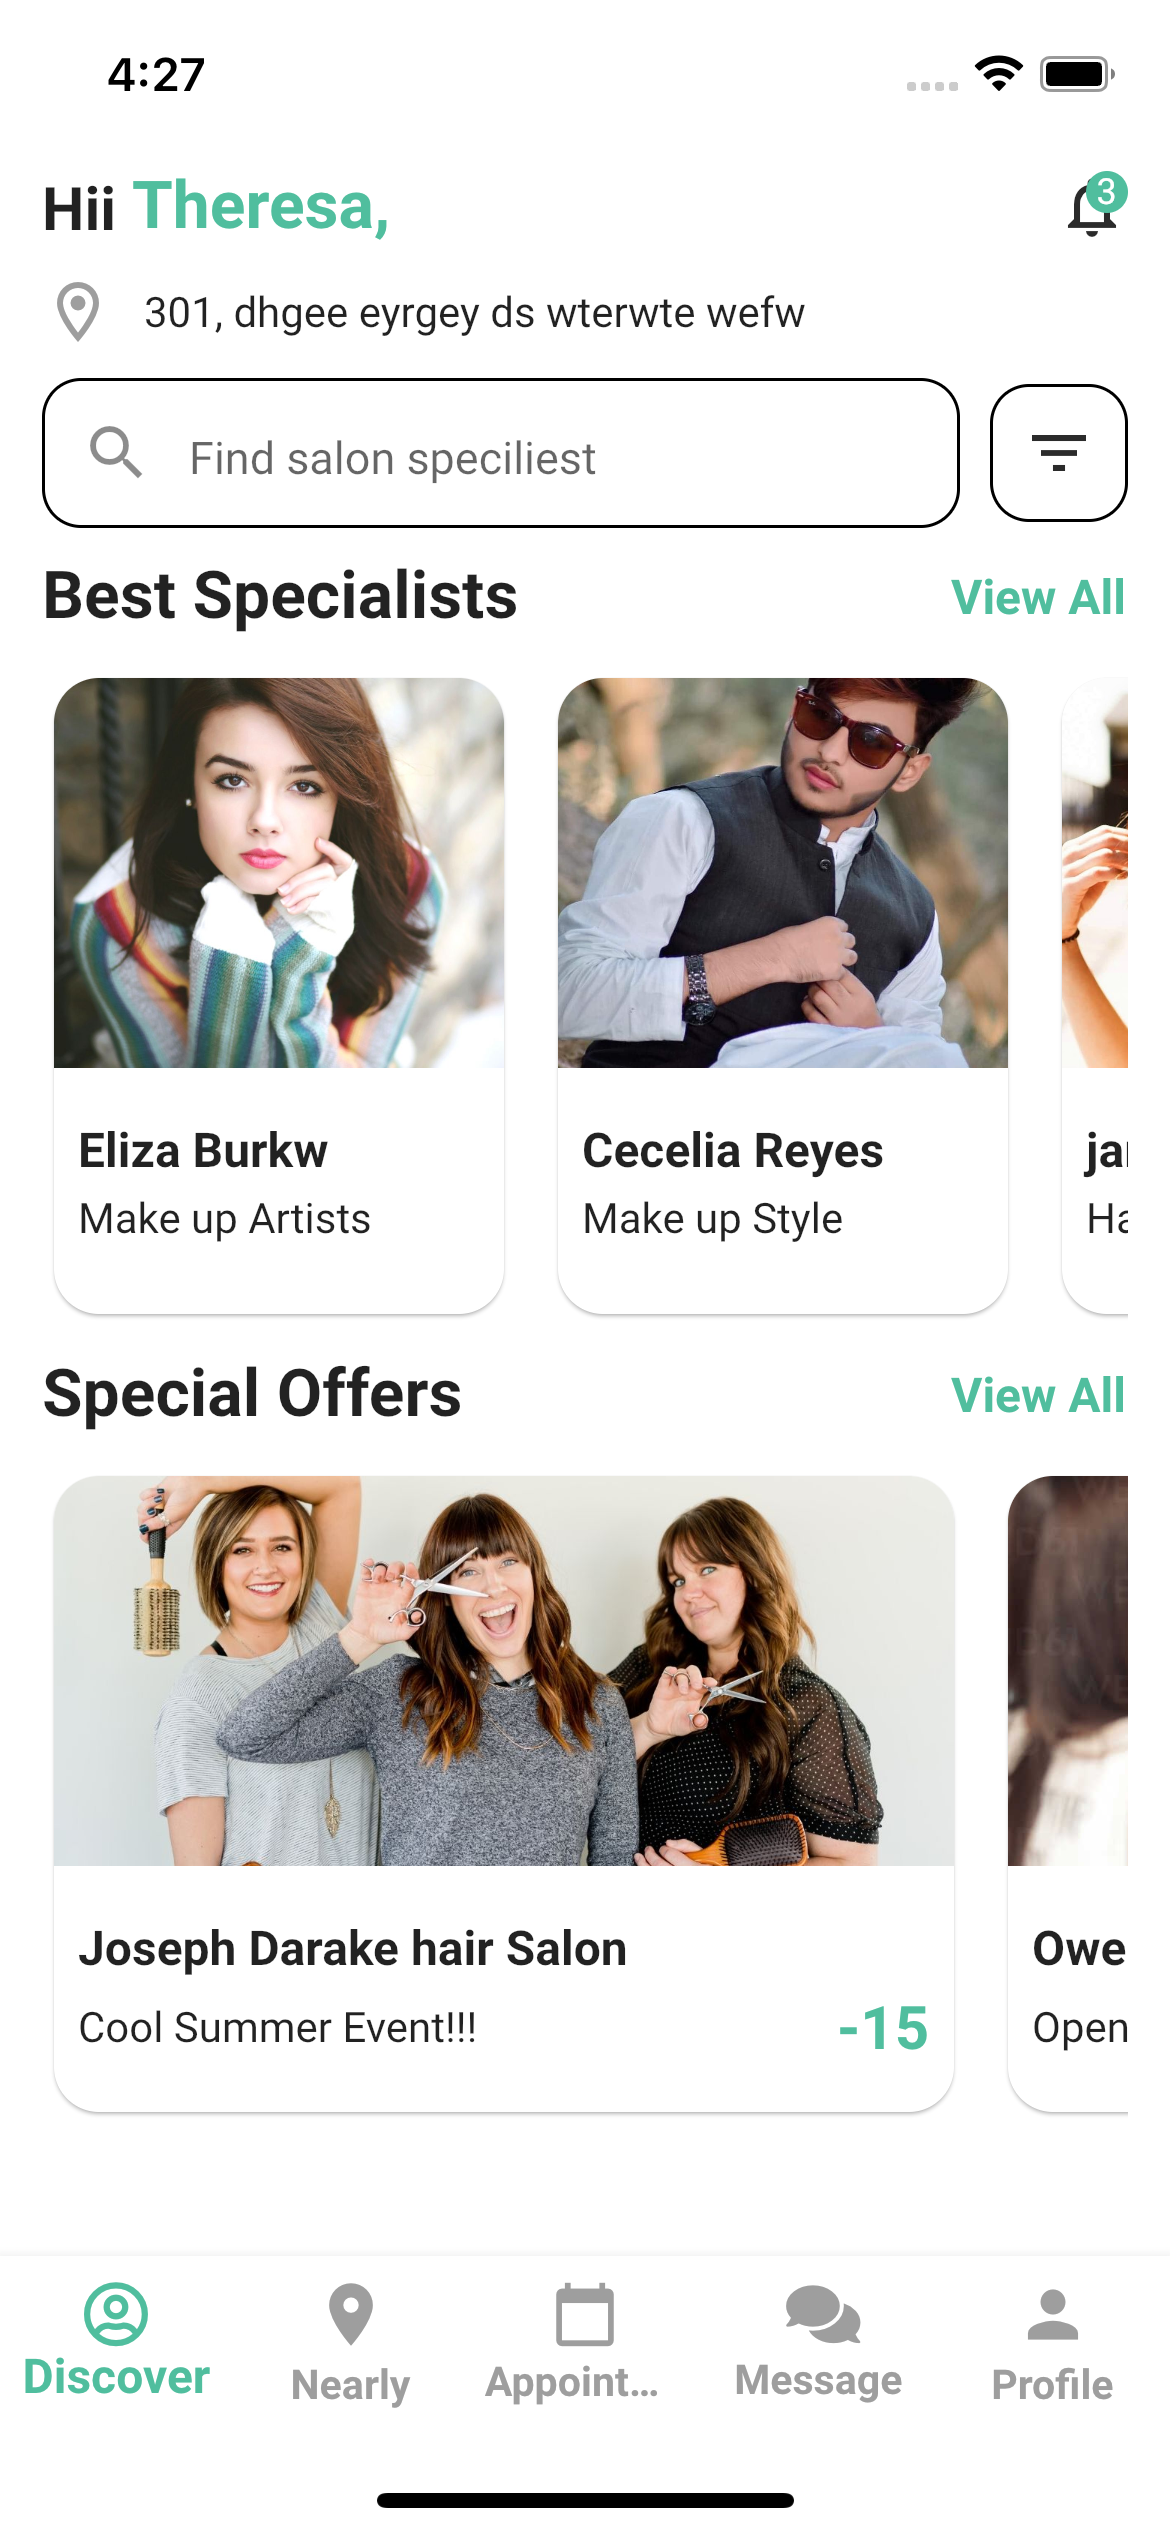 4:27
Hii Theresa,
3
301, dhgee eyrgey ds wterwte wefw
Find salon speciliest
Best Specialists View All
Eliza Burkw
Make up Artists
Cecelia Reyes
Make up Style
Special Offers View All
Joseph Darake hair Salon
Cool Summer Event!!!
-15
Owe
Open
Discover
Nearly
Appoint...
Message
Profile